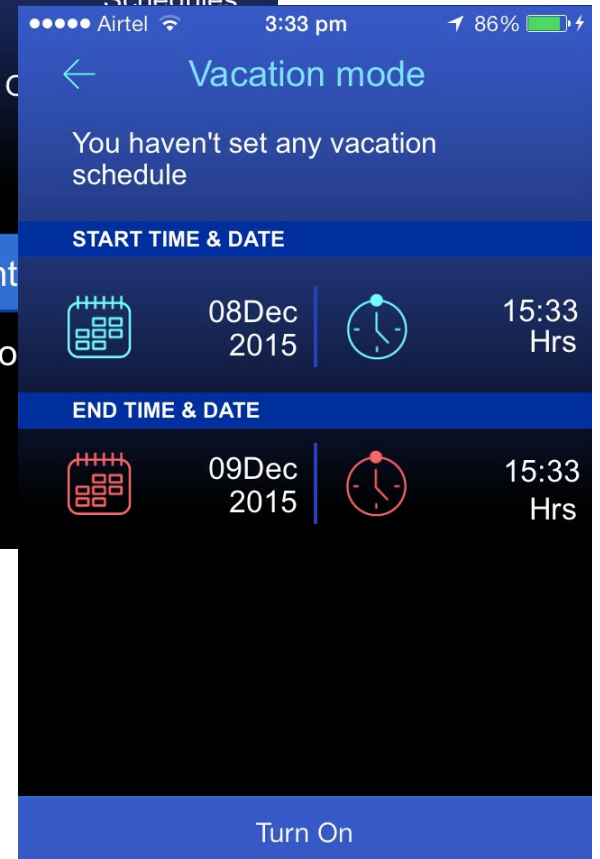 Schedules
Airtel 3:33 pm 86%
Vacation mode
You haven't set any vacation
schedule
START TIME & DATE
08Dec
2015
15:33
Hrs
END TIME & DATE
09Dec
2015
15:33
Hrs
Turn On